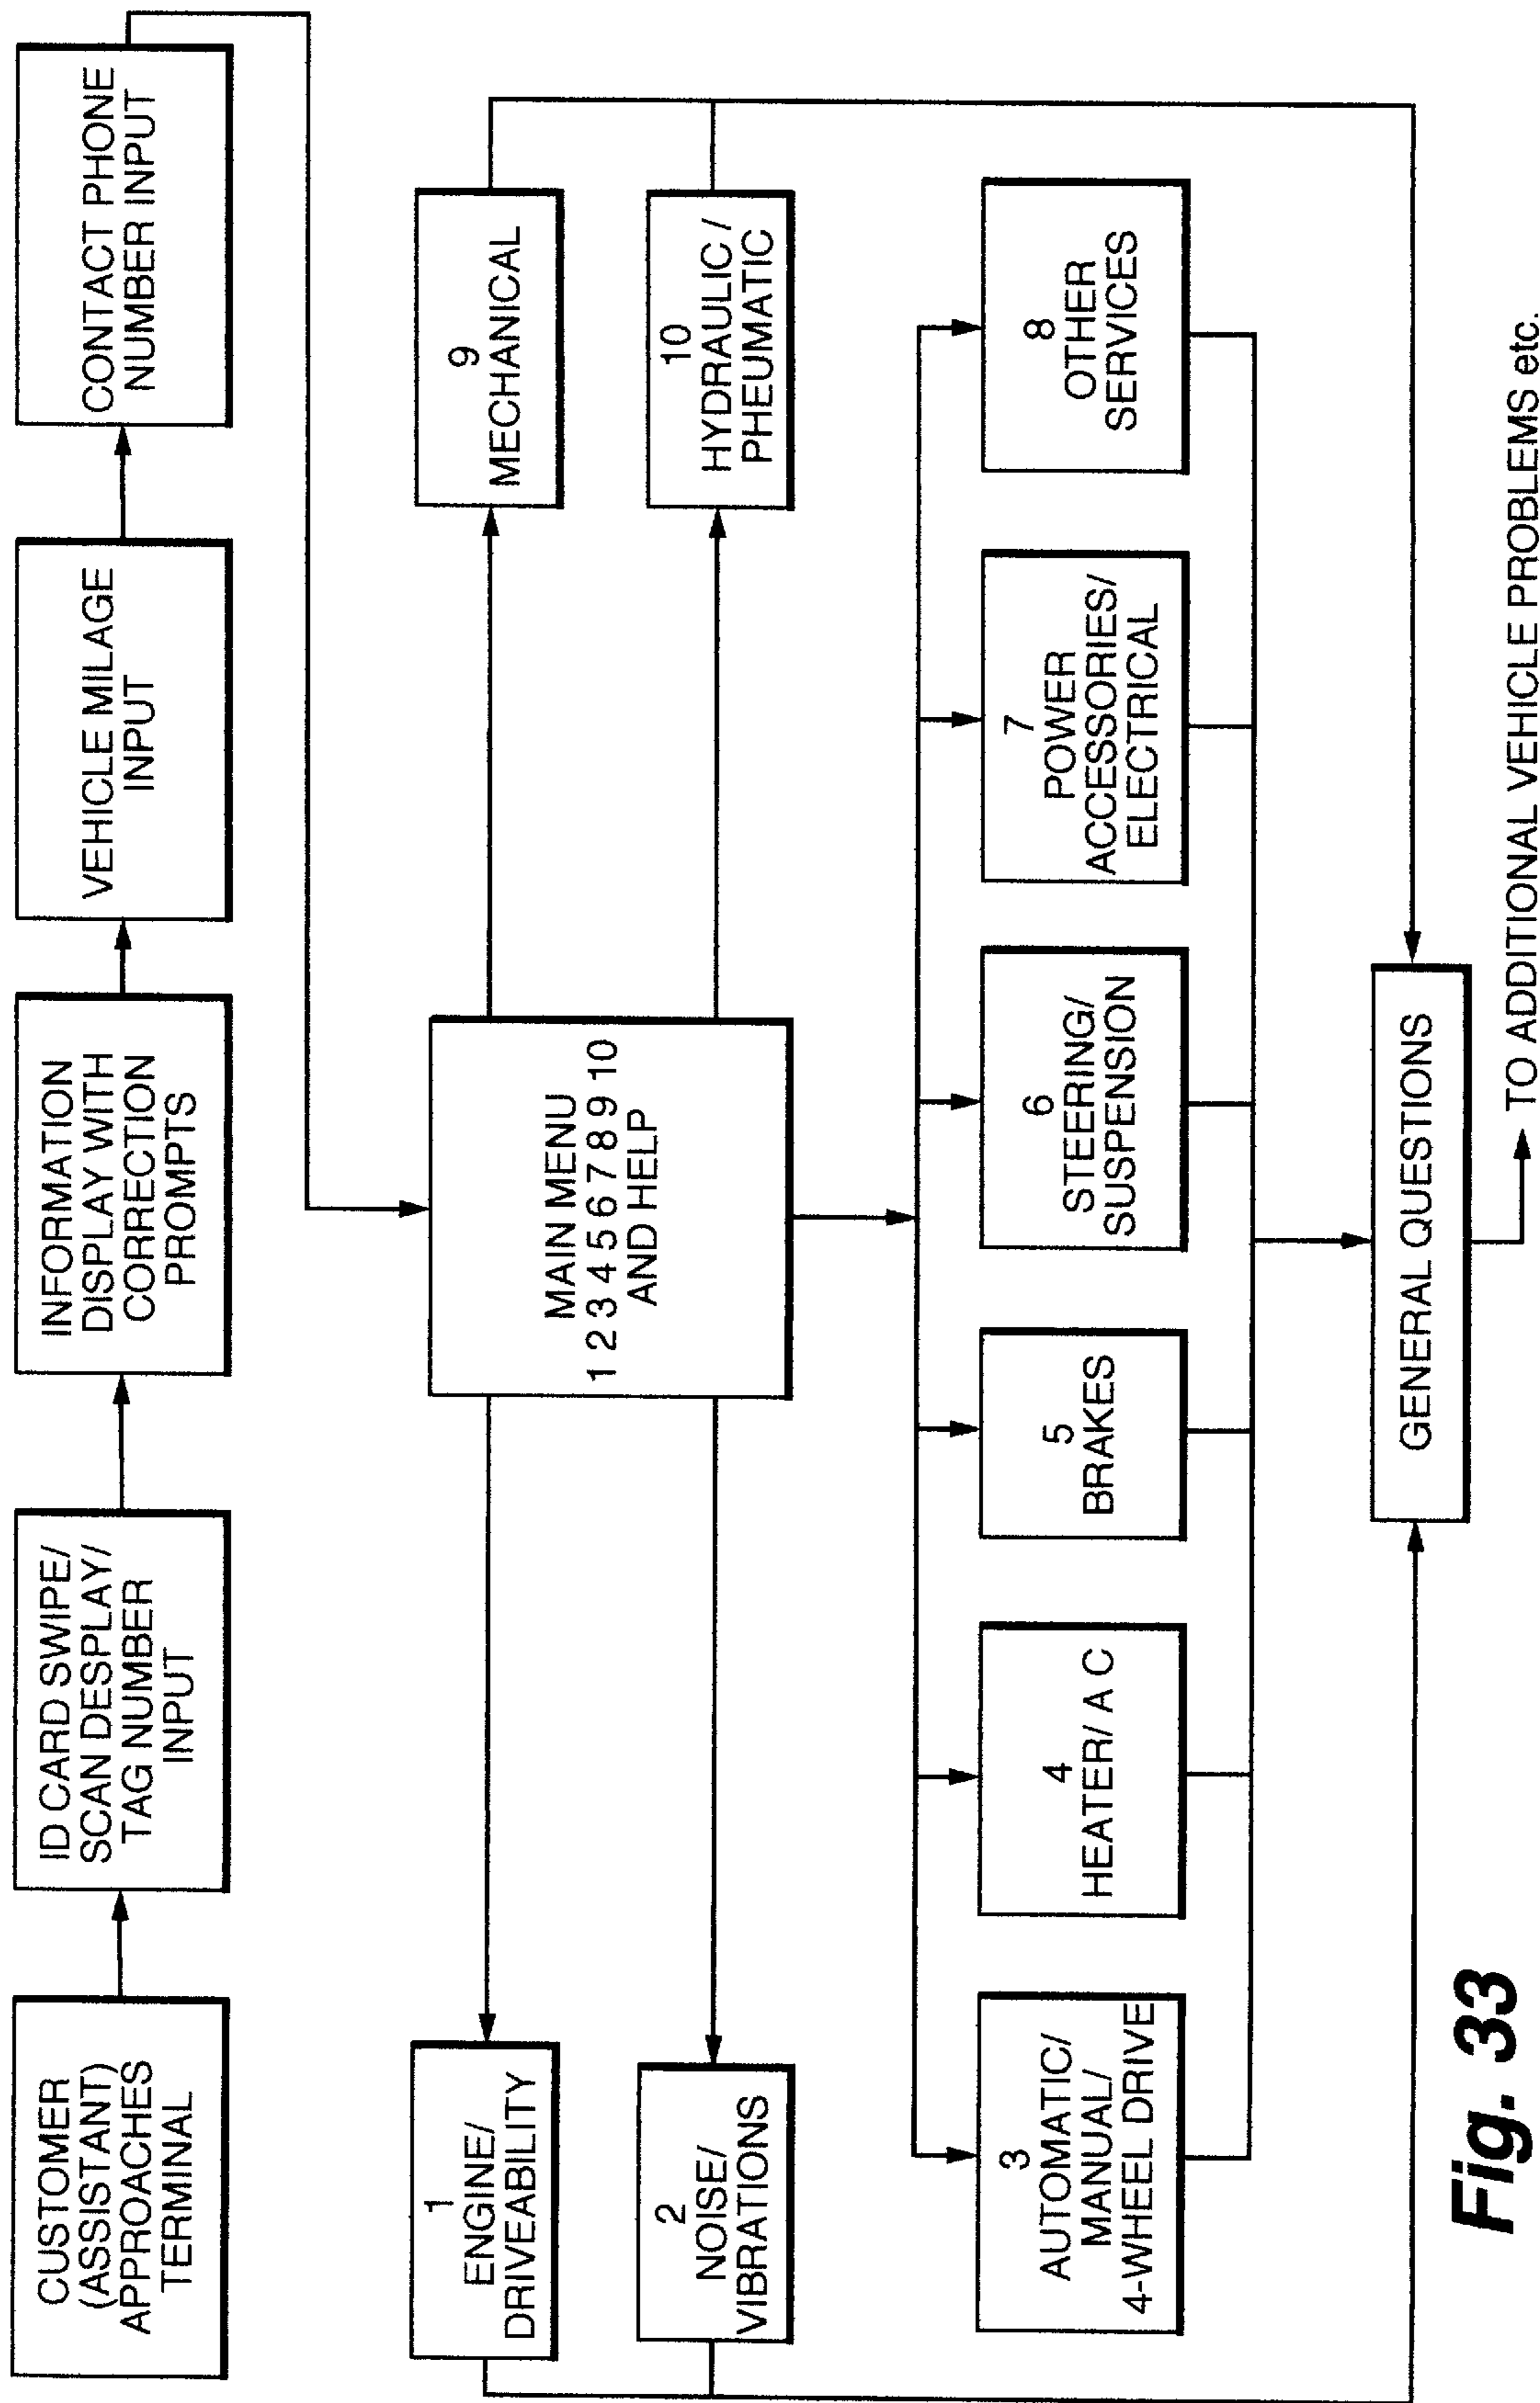 CUSTOMER
(ASSISTANT)
APPROACHES
TERMINAL
ID CARD SWIPE/
SCAN DISPLAY/
TAG NUMBER
INPUT
INFORMATION
DISPLAY WITH
CORRECTION
PROMPTS
VEHICLE MILAGE
INPUT
CONTACT PHONE
NUMBER INPUT
1
ENGINE/
DRIVEABILITY
MAIN MENU
1 2 3 4 5 6 7 8 9 10
AND HELP
9
MECHANICAL
2
NOISE/
VIBRATIONS
10
HYDRAULIC /
PHEUMATIC
3
AUTOMATIC/
MANUAL/
4-WHEEL DRIVE
4
HEATER/ A C
5
BRAKES
6
STEERING/
SUSPENSION
7
POWER
ACCESSORIES/
ELECTRICAL
8
OTHER
SERVICES
GENERAL QUESTIONS
TO ADDITIONAL VEHICLE PROBLEMS etc.
Fig. 33